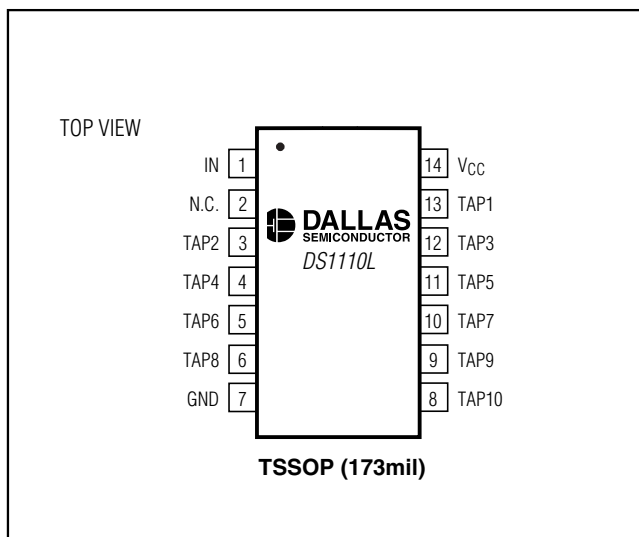 TOP VIEW
IN 1
N.C. 2
TAP2 3
TAP4 4
TAP6 5
TAP8 6
GND 7
DALLAS
SEMICONDUCTOR
DS1110L
14 VCC
13 TAP1
12 TAP3
11 TAP5
10 TAP7
9 TAP9
8 TAP10
TSSOP (173mil)